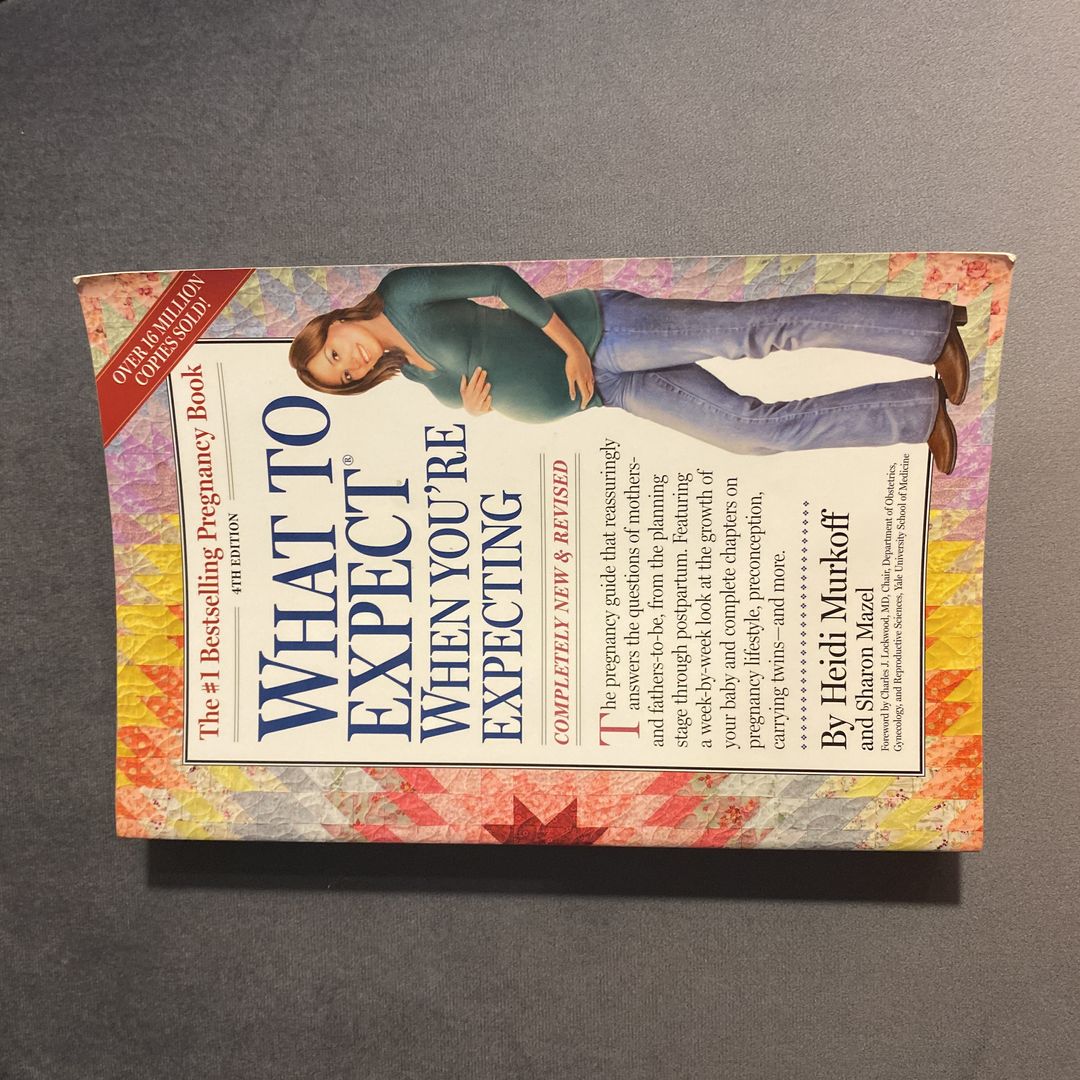 OVER 16 MILLION
COPIES SOLD!
The #1 Bestselling Pregnancy Book
4TH EDITION
WHAT TO
EXPECT®
WHEN YOU'RE
EXPECTING
COMPLETELY NEW & REVISED
The pregnancy guide that reassuringly
answers the questions of mothers-
and fathers-to-be, from the planning
stage through postpartum. Featuring
a week-by-week look at the growth of
your baby and complete chapters on
pregnancy lifestyle, preconception,
carrying twins—and more.
By Heidi Murkoff
and Sharon Mazel
Foreword by Charles J. Lockwood, MD, Chair, Department of Obstetrics,
Gynecology, and Reproductive Sciences, Yale University School of Medicine